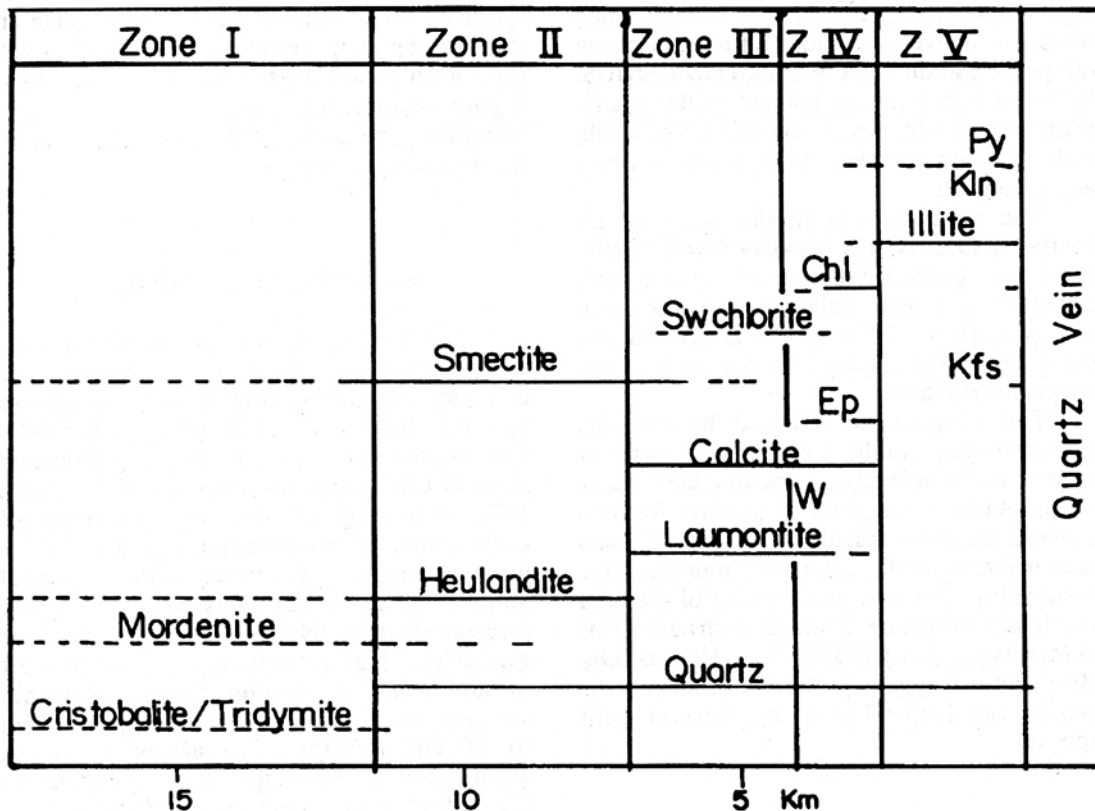 Zone I Zone II Zone III Z IV Z V
Py
Kln
Illite
Chl
Swchlorite
Smectite
Kfs
Ep
Calcite
W
Laumontite
Heulandite
Mordenite
Quartz
Cristobalite/Tridymite
Quartz Vein
15 10 5 Km